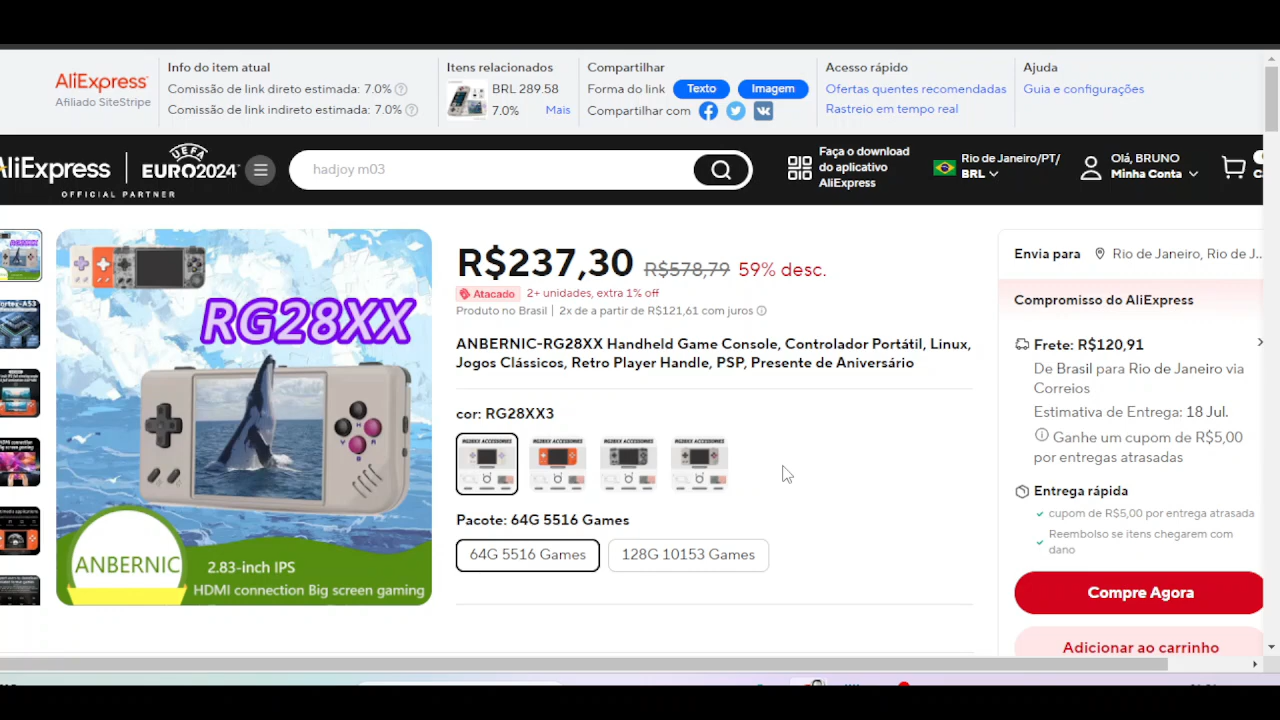 AliExpress
Afiliado SiteStripe
Info do item atual
Comissão de link direto estimada: 7.0%
Comissão de link indireto estimada: 7.0%
Itens relacionados
BRL 289.58
7.0%
Mais
Compartilhar
Forma do link
Texto
Imagem
Compartilhar com
Acesso rápido
Ofertas quentes recomendadas
Rastreio em tempo real
Ajuda
Guia e configurações
AliExpress
UEFA
EURO2024
OFFICIAL PARTNER
hadjoy m03
Faça o download
do aplicativo
AliExpress
Rio de Janeiro/PT/
BRL
Olá, BRUNO
Minha Conta
RG28XX
ANBERNIC
2.83-inch IPS
HDMI connection Big screen gaming
R$237,30 R$578,79 59% desc.
Atacado 2+ unidades, extra 1% off
Produto no Brasil | 2x de a partir de R$121,61 com juros
ANBERNIC-RG28XX Handheld Game Console, Controlador Portátil, Linux,
Jogos Clássicos, Retro Player Handle, PSP, Presente de Aniversário
cor: RG28XX3
RG28XX ACCESSORIES
RG28XX ACCESSORIES
RG28XX ACCESSORIES
RG28XX ACCESSORIES
Pacote: 64G 5516 Games
64G 5516 Games
128G 10153 Games
Envia para Rio de Janeiro, Rio de J...
Compromisso do AliExpress
Frete: R$120,91
De Brasil para Rio de Janeiro via
Correios
Estimativa de Entrega: 18 Jul.
Ganhe um cupom de R$5,00
por entregas atrasadas
Entrega rápida
cupom de R$5,00 por entrega atrasada
Reembolso se itens chegarem com
dano
Compre Agora
Adicionar ao carrinho